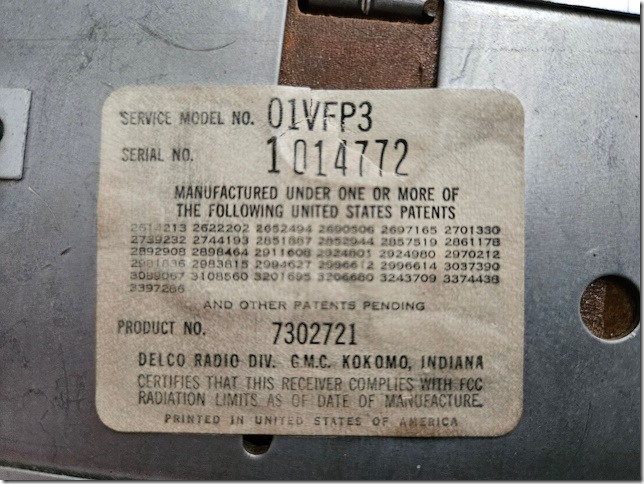 SERVICE MODEL NO. 01VFP3
SERIAL NO. 1014772
MANUFACTURED UNDER ONE OR MORE OF
THE FOLLOWING UNITED STATES PATENTS
2514213 2622202 2652494 2690506 2697165 2701330
2739232 2744193 2851887 2852944 2857519 2861178
2892908 2898464 2911608 2924801 2924980 2970212
2983815 2994627 2996612 2996614 3037390
3089067 3108560 3201695 3206680 3243709 3374438
3397286
AND OTHER PATENTS PENDING
PRODUCT NO. 7302721
DELCO RADIO DIV. G.M.C. KOKOMO, INDIANA
CERTIFIES THAT THIS RECEIVER COMPLIES WITH FCC
RADIATION LIMITS AS OF DATE OF MANUFACTURE.
PRINTED IN UNITED STATES OF AMERICA